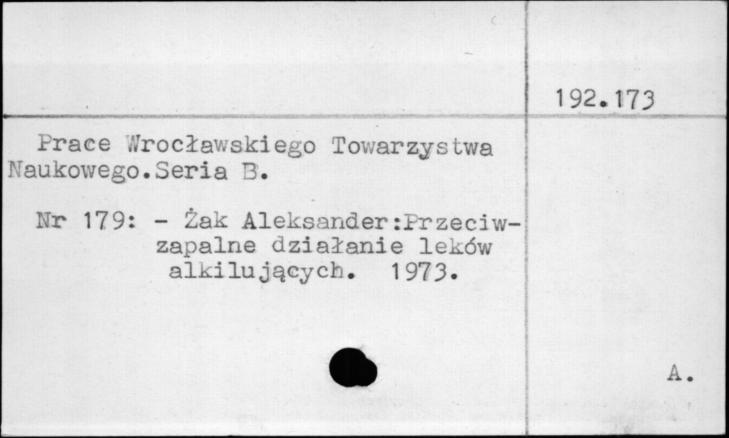 192.173
Prace Wrocławskiego Towarzystwa
Naukowego.Seria B.
Nr 179: - Żak Aleksander:Przeciw-
zapalne działanie leków
alkilujących. 1973.
A.